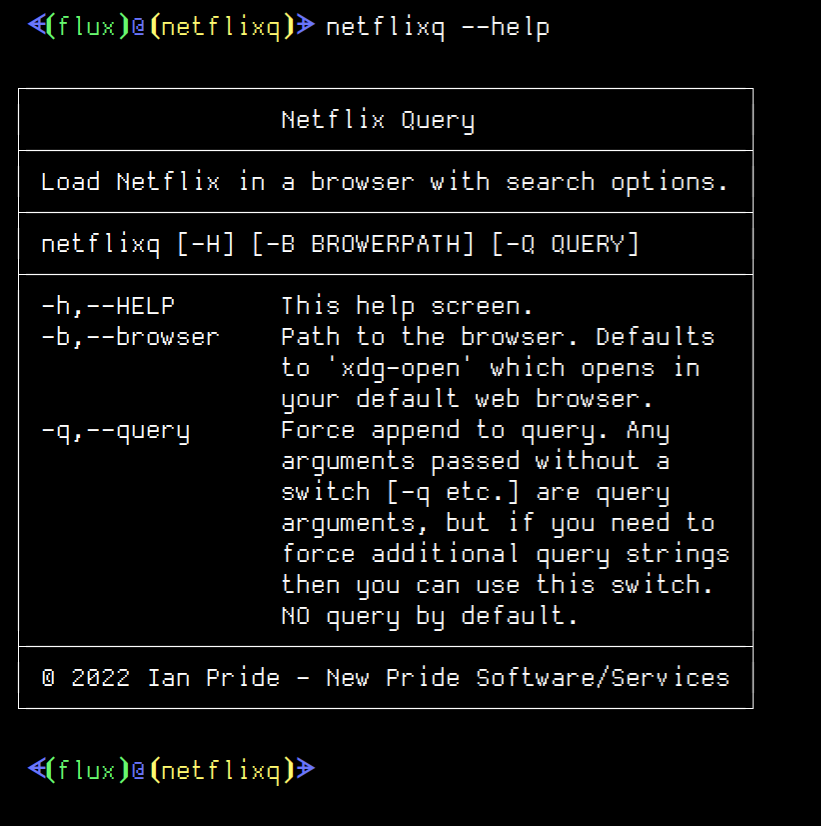 ⮜(flux)@(netflixq)⮞ netflixq --help
Netflix Query
Load Netflix in a browser with search options.
netflixq [-H] [-B BROWERPATH] [-Q QUERY]
-h,--HELP This help screen.
-b,--browser Path to the browser. Defaults
to 'xdg-open' which opens in
your default web browser.
-q,--query Force append to query. Any
arguments passed without a
switch [-q etc.] are query
arguments, but if you need to
force additional query strings
then you can use this switch.
NO query by default.
© 2022 Ian Pride - New Pride Software/Services
⮜(flux)@(netflixq)⮞